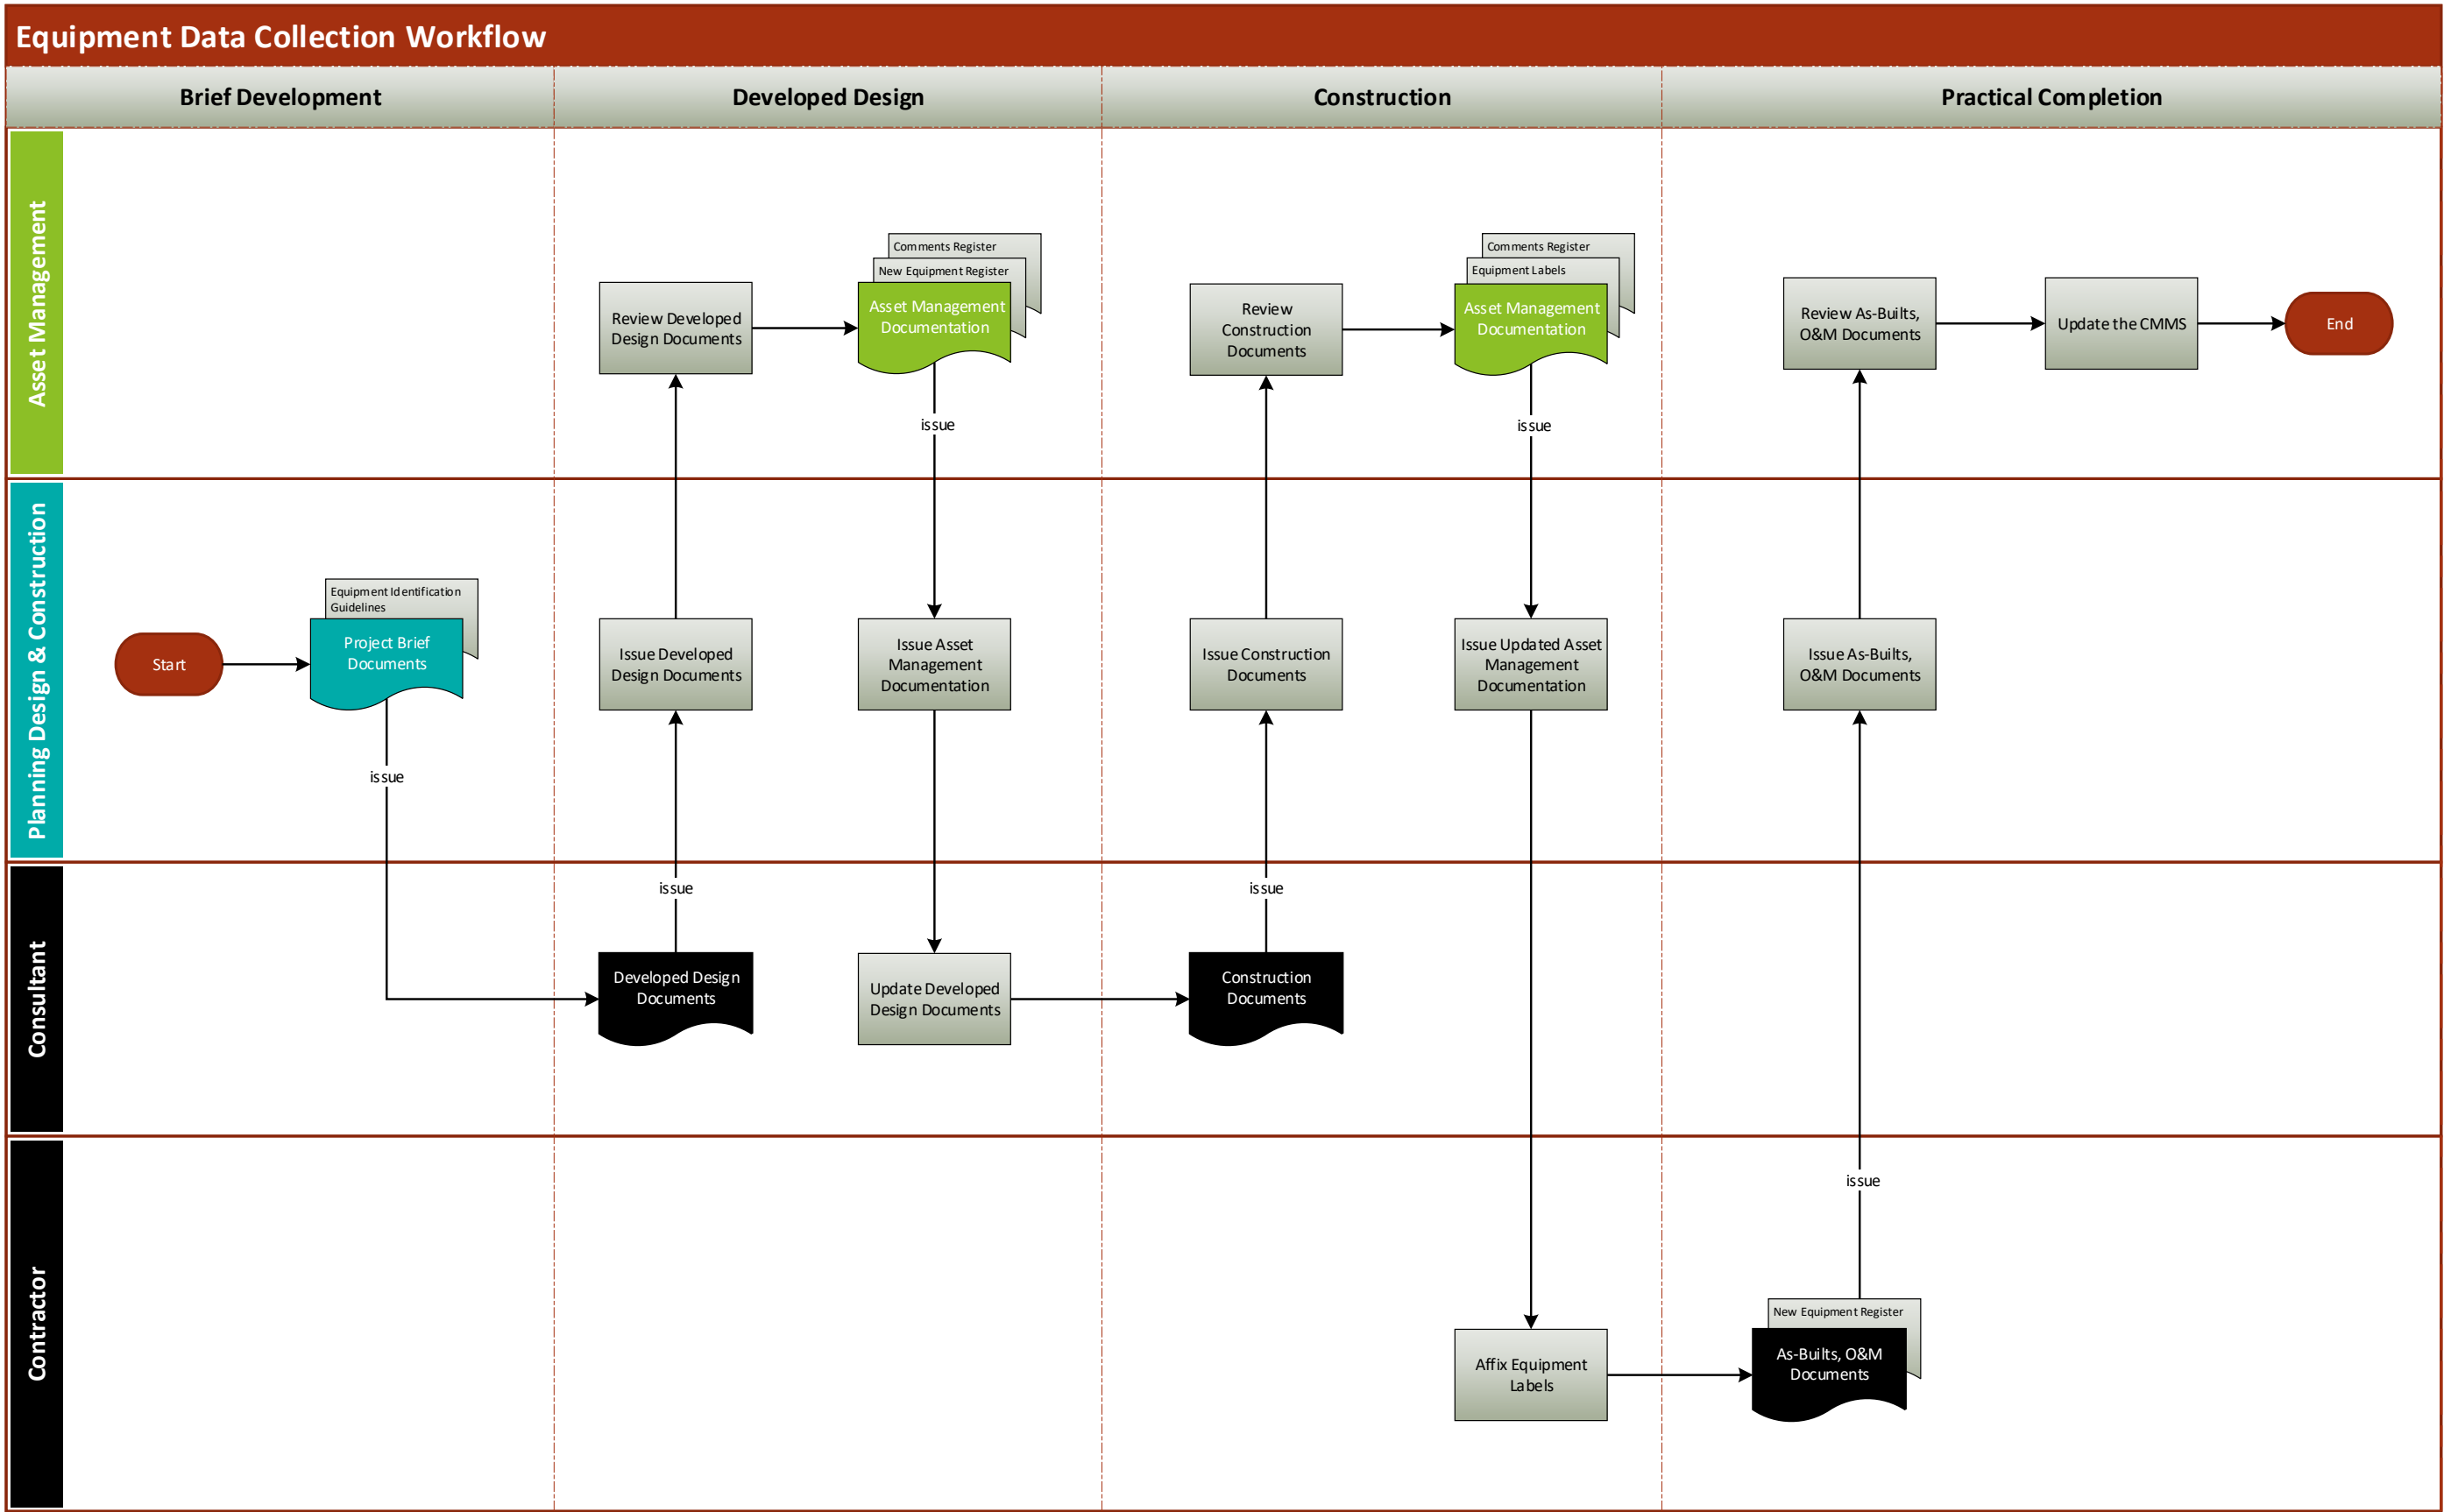 Equipment Data Collection Workflow
Brief Development
Developed Design
Construction
Practical Completion
Asset Management
Review Developed
Design Documents
Comments Register
New Equipment Register
Asset Management
Documentation
issue
Review
Construction
Documents
Comments Register
Equipment Labels
Asset Management
Documentation
issue
Review As-Builts,
O&M Documents
Update the CMMS
End
Planning Design & Construction
Start
Equipment Identification
Guidelines
Project Brief
Documents
issue
Issue Developed
Design Documents
Issue Asset
Management
Documentation
Issue Construction
Documents
Issue Updated Asset
Management
Documentation
Issue As-Builts,
O&M Documents
Consultant
issue
Developed Design
Documents
Update Developed
Design Documents
issue
Construction
Documents
Contractor
Affix Equipment
Labels
issue
New Equipment Register
As-Builts, O&M
Documents